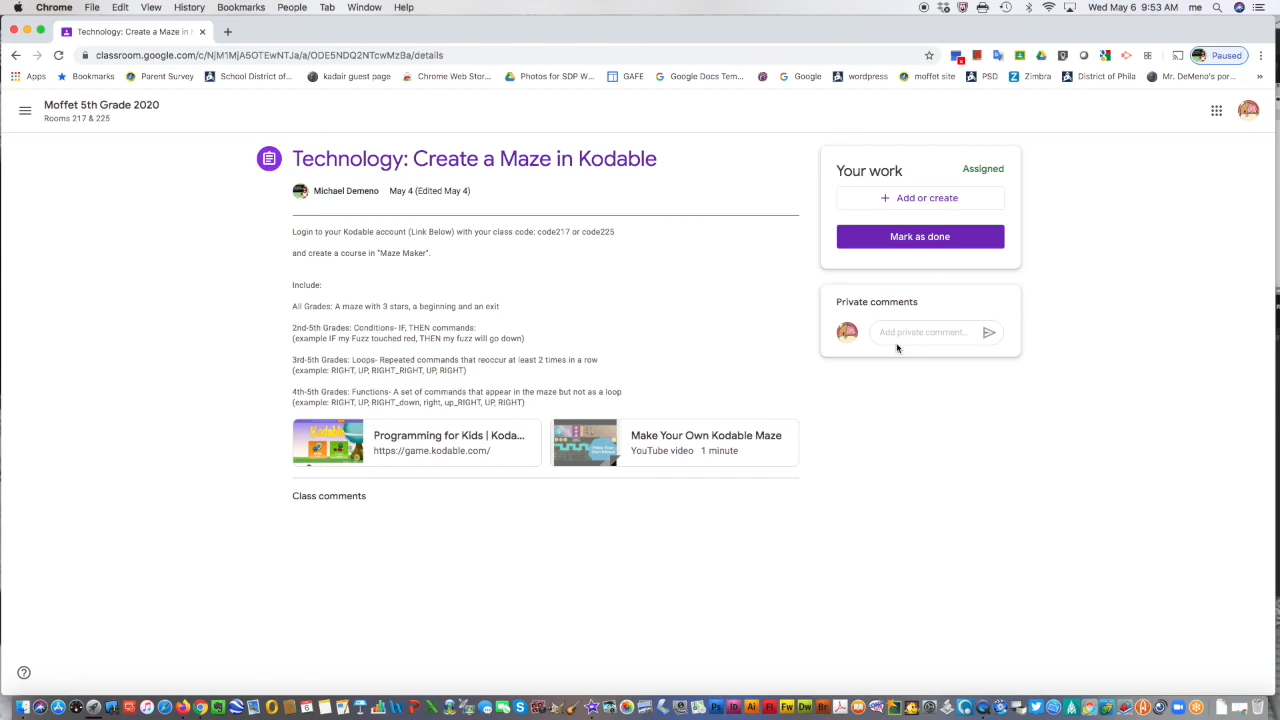 Chrome File Edit View History Bookmarks People Tab Window Help Wed May 6 9:53 AM me
Technology: Create a Maze in
classroom.google.com/c/NjM1MjA5OTEwNTJa/a/ODE5NDQ2NTcwMzBa/details Paused
Apps Bookmarks Parent Survey School District of... kadair guest page Chrome Web Stor... Photos for SDP W... GAFE Google Docs Tem... Google wordpress moffet site PSD Zimbra District of Phila Mr. DeMeno's por... »
Moffet 5th Grade 2020
Rooms 217 & 225
Technology: Create a Maze in Kodable
Michael Demeno May 4 (Edited May 4)
Login to your Kodable account (Link Below) with your class code: code217 or code225
and create a course in "Maze Maker".
Include:
All Grades: A maze with 3 stars, a beginning and an exit
2nd-5th Grades: Conditions- IF, THEN commands:
(example IF my Fuzz touched red, THEN my fuzz will go down)
3rd-5th Grades: Loops- Repeated commands that reoccur at least 2 times in a row
(example: RIGHT, UP, RIGHT_RIGHT, UP, RIGHT)
4th-5th Grades: Functions- A set of commands that appear in the maze but not as a loop
(example: RIGHT, UP, RIGHT_down, right, up_RIGHT, UP, RIGHT)
Programming for Kids | Koda...
https://game.kodable.com/
Make Your Own Kodable Maze
YouTube video 1 minute
Class comments
Your work Assigned
+ Add or create
Mark as done
Private comments
Add private comment...